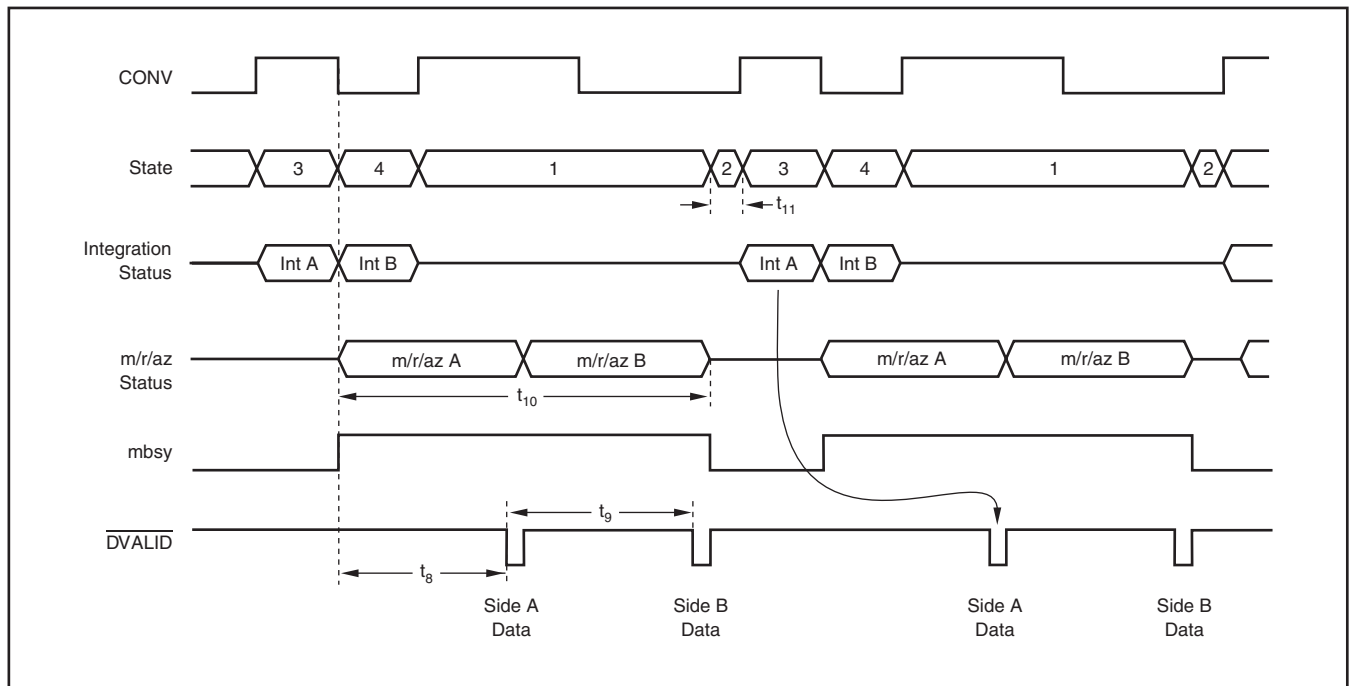 CONV
State
3
4
1
2
3
4
1
2
t11
Integration
Status
Int A
Int B
Int A
Int B
m/r/az
Status
m/r/az A
m/r/az B
m/r/az A
m/r/az B
t10
mbsy
DVALID
t9
t8
Side A
Data
Side B
Data
Side A
Data
Side B
Data